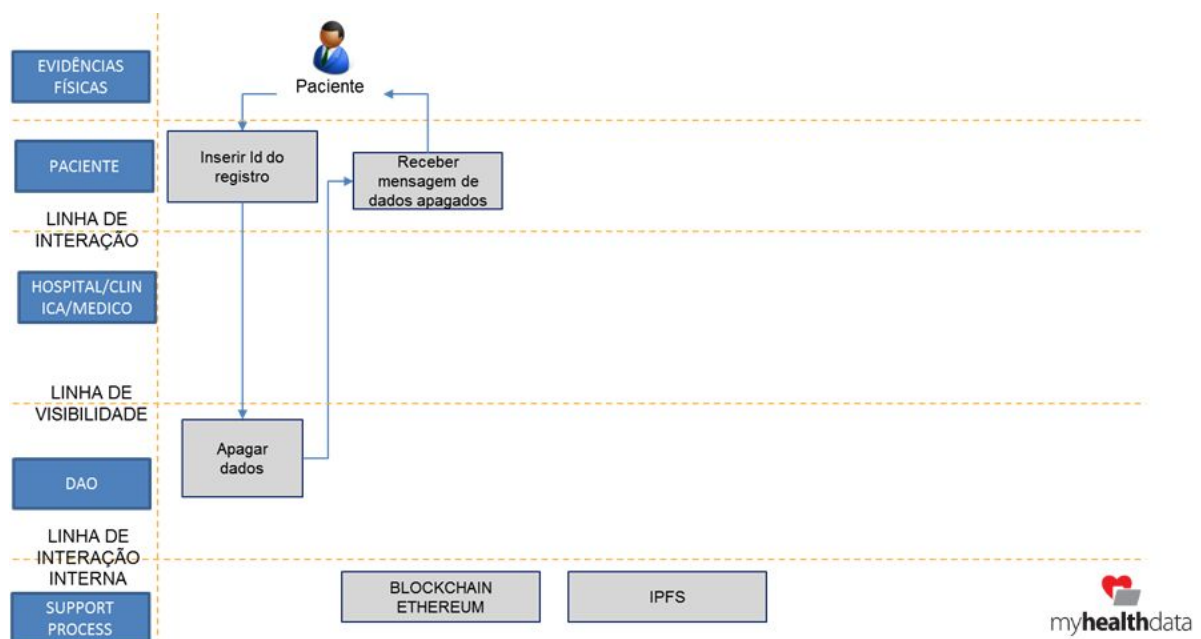 EVIDÊNCIAS
FÍSICAS
Paciente
PACIENTE
Inserir Id do
registro
Receber
mensagem de
dados apagados
LINHA DE
INTERAÇÃO
HOSPITAL/CLIN
ICA/MEDICO
LINHA DE
VISIBILIDADE
Apagar
dados
DAO
LINHA DE
INTERAÇÃO
INTERNA
SUPPORT
PROCESS
BLOCKCHAIN
ETHEREUM
IPFS
myhealthdata